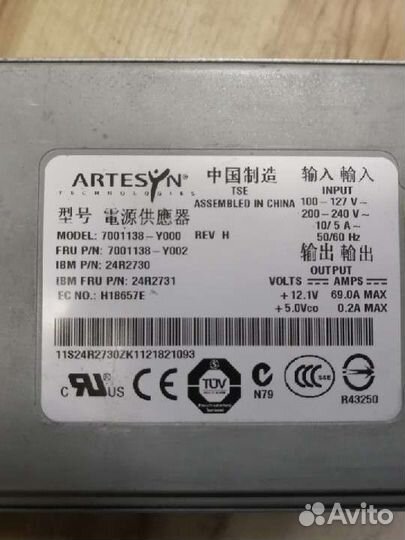 ARTESYN®
TECHNOLOGIES
中国制造
TSE
ASSEMBLED IN CHINA
输入 輸入
INPUT
100-127 V~
200-240 V~
10/5 A~
50/60 Hz
型号 電源供應器
MODEL: 7001138-Y000 REV H
FRU P/N: 7001138-Y002
IBM P/N: 24R2730
IBM FRU P/N: 24R2731
EC NO.: H18657E
输出 輸出
OUTPUT
VOLTS AMPS
+12.1V 69.0A MAX
+5.0Vco 0.2A MAX
11S24R2730ZK1121821093
C US
CE
TÜV
N79
CCC
S&E
R43250
Avito